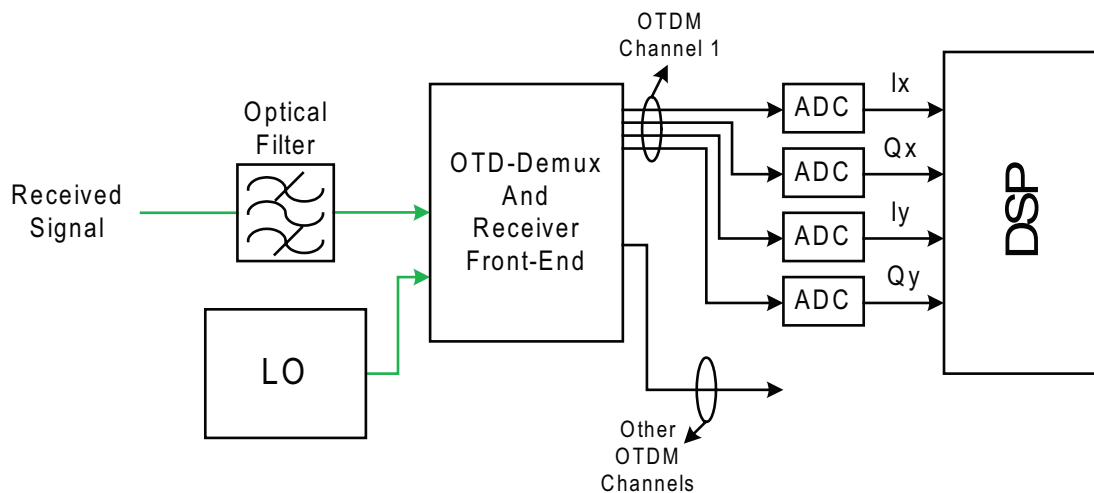 OTDM
Channel 1
Optical
Filter
Received
Signal
OTD-Demux
And
Receiver
Front-End
LO
ADC
Ix
ADC
Qx
ADC
Iy
ADC
Qy
DSP
Other
OTDM
Channels